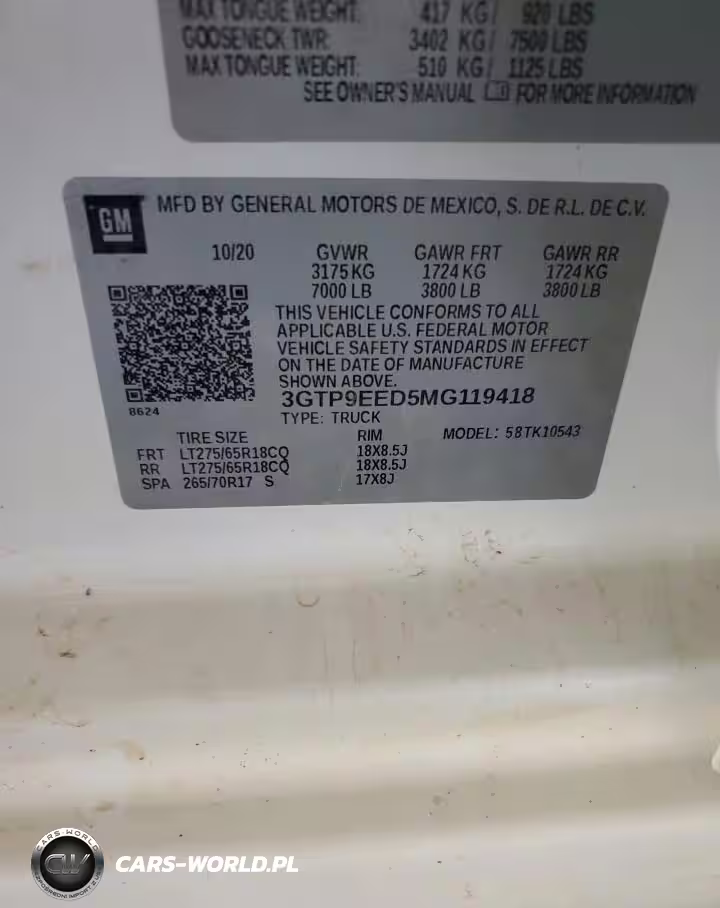 MAX TONGUE WEIGHT: 417 KG/ 920 LBS
GOOSENECK TWR: 3402 KG/ 7500 LBS
MAX TONGUE WEIGHT: 510 KG/ 1125 LBS
SEE OWNER'S MANUAL FOR MORE INFORMATION
GM
MFD BY GENERAL MOTORS DE MEXICO, S. DE R.L. DE C.V.
10/20 GVWR GAWR FRT GAWR RR
3175 KG 1724 KG 1724 KG
7000 LB 3800 LB 3800 LB
THIS VEHICLE CONFORMS TO ALL
APPLICABLE U.S. FEDERAL MOTOR
VEHICLE SAFETY STANDARDS IN EFFECT
ON THE DATE OF MANUFACTURE
SHOWN ABOVE.
3GTP9EED5MG119418
8624
TYPE: TRUCK
TIRE SIZE RIM MODEL: 58TK10543
FRT LT275/65R18CQ 18X8.5J
RR LT275/65R18CQ 18X8.5J
SPA 265/70R17 S 17X8J
CARS-WORLD
CW
CARS-WORLD.PL